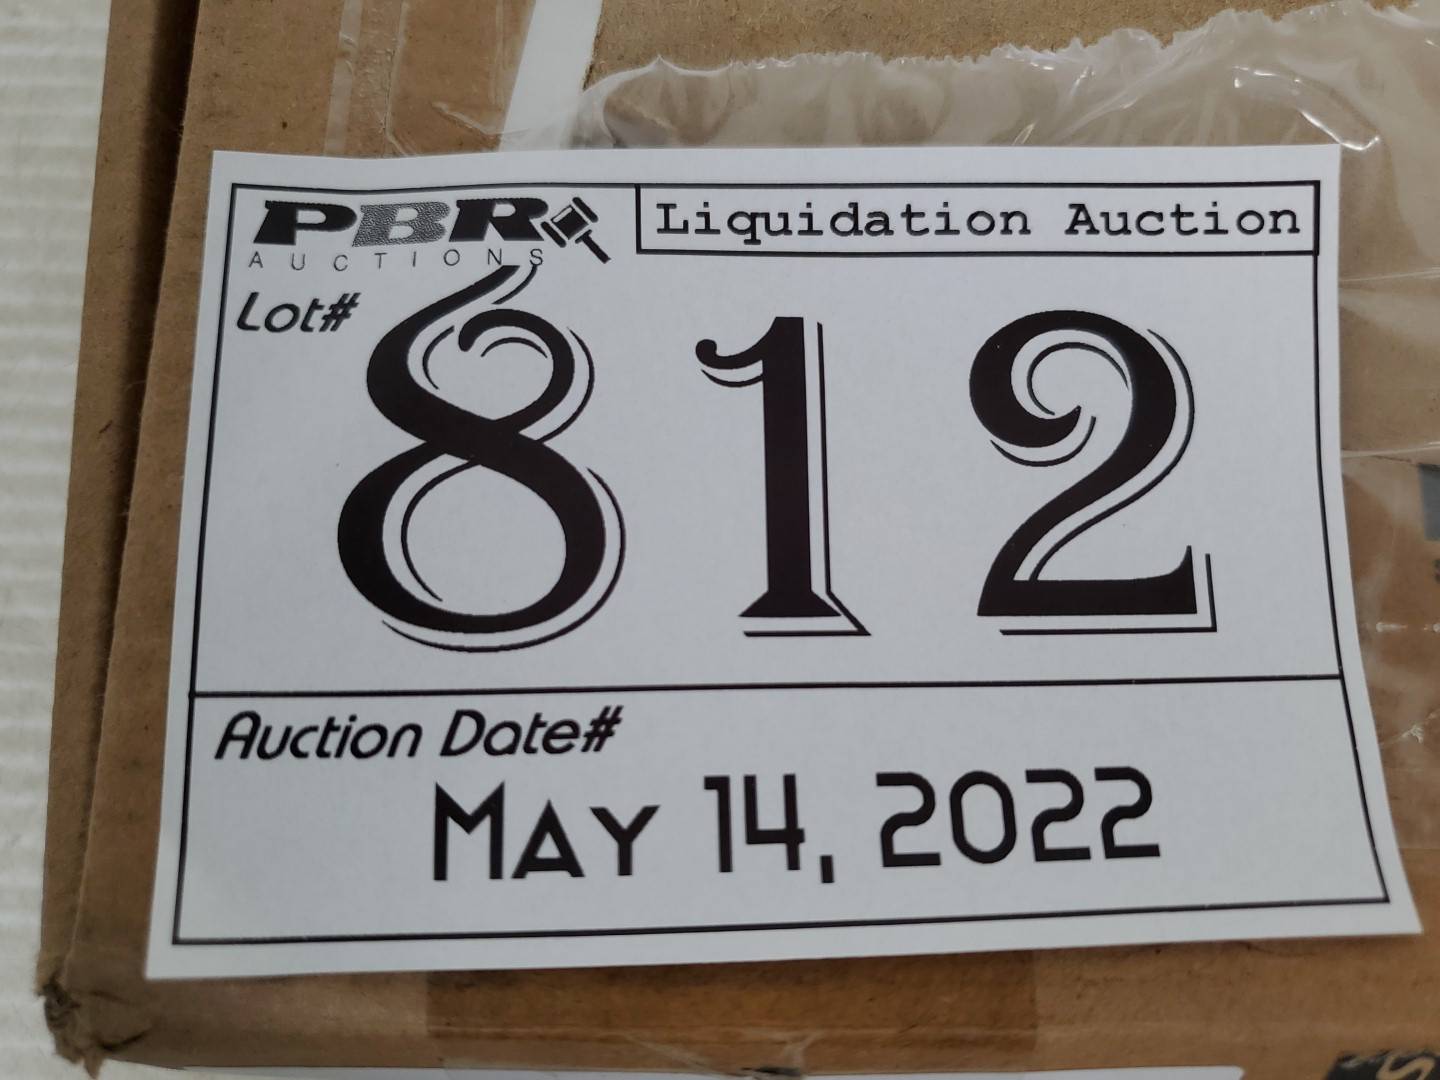 PBR
AUCTIONS
Liquidation Auction
Lot#
812
Auction Date#
May 14, 2022